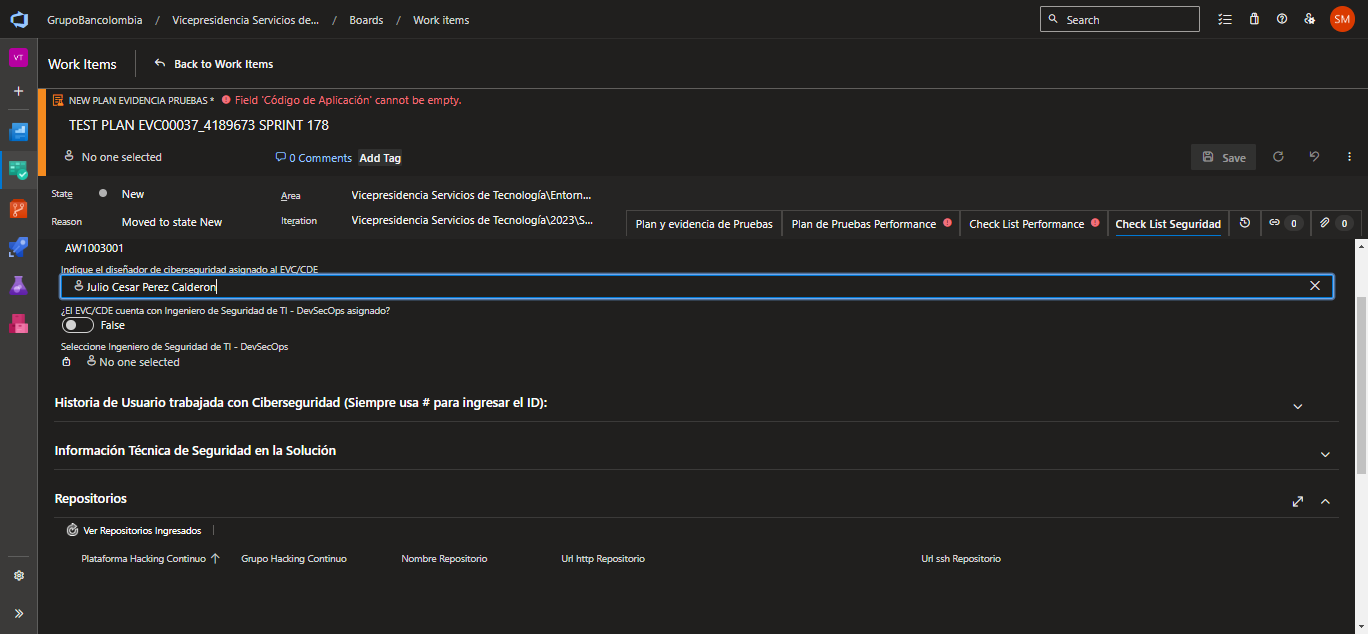 GrupoBancolombia / Vicepresidencia Servicios de... / Boards / Work items
Search
SM
VT
Work Items
Back to Work Items
NEW PLAN EVIDENCIA PRUEBAS * Field 'Código de Aplicación' cannot be empty.
TEST PLAN EVC00037_4189673 SPRINT 178
No one selected
0 Comments
Add Tag
Save
State
New
Area
Vicepresidencia Servicios de Tecnología\Entorn...
Reason
Moved to state New
Iteration
Vicepresidencia Servicios de Tecnología\2023\S...
Plan y evidencia de Pruebas
Plan de Pruebas Performance
Check List Performance
Check List Seguridad
0
0
AW1003001
Indique el diseñador de ciberseguridad asignado al EVC/CDE
Julio Cesar Perez Calderon
¿El EVC/CDE cuenta con Ingeniero de Seguridad de TI - DevSecOps asignado?
False
Seleccione Ingeniero de Seguridad de TI - DevSecOps
No one selected
Historia de Usuario trabajada con Ciberseguridad (Siempre usa # para ingresar el ID):
Información Técnica de Seguridad en la Solución
Repositorios
Ver Repositorios Ingresados
Plataforma Hacking Continuo
Grupo Hacking Continuo
Nombre Repositorio
Url http Repositorio
Url ssh Repositorio